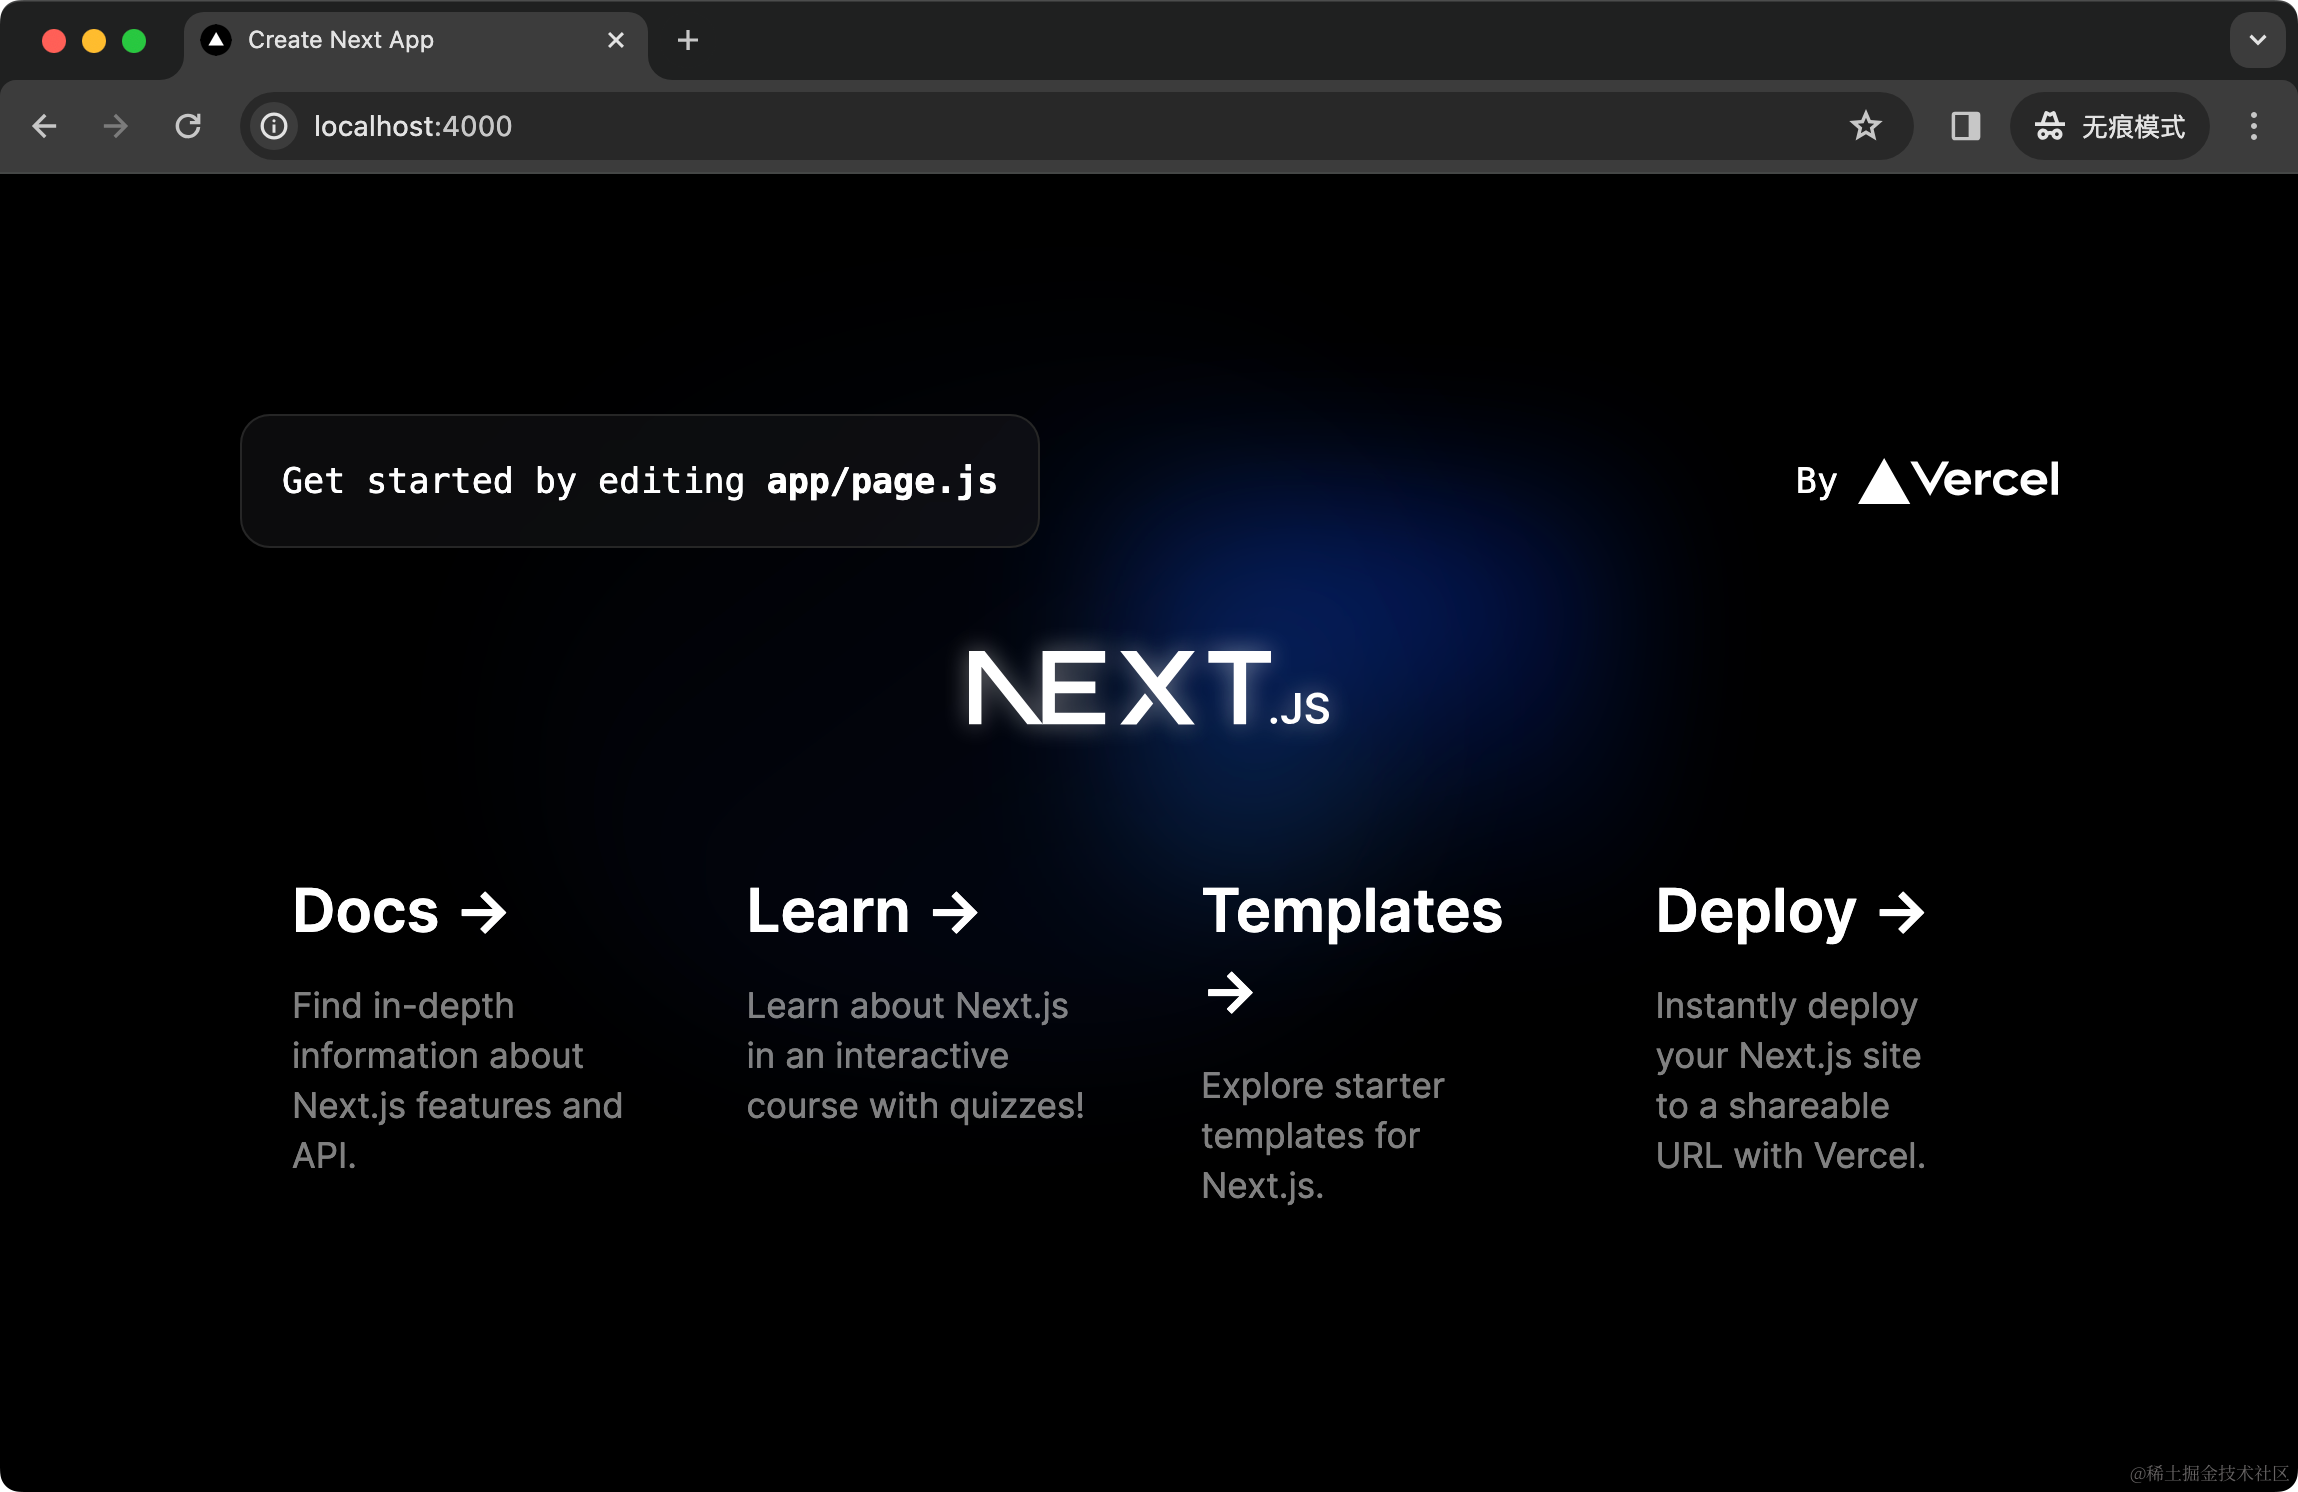 Create Next App
localhost:4000
无痕模式
Get started by editing app/page.js
By Vercel
NEXT.JS
Docs →
Find in-depth
information about
Next.js features and
API.
Learn →
Learn about Next.js
in an interactive
course with quizzes!
Templates
→
Explore starter
templates for
Next.js.
Deploy →
Instantly deploy
your Next.js site
to a shareable
URL with Vercel.
@稀土掘金技术社区